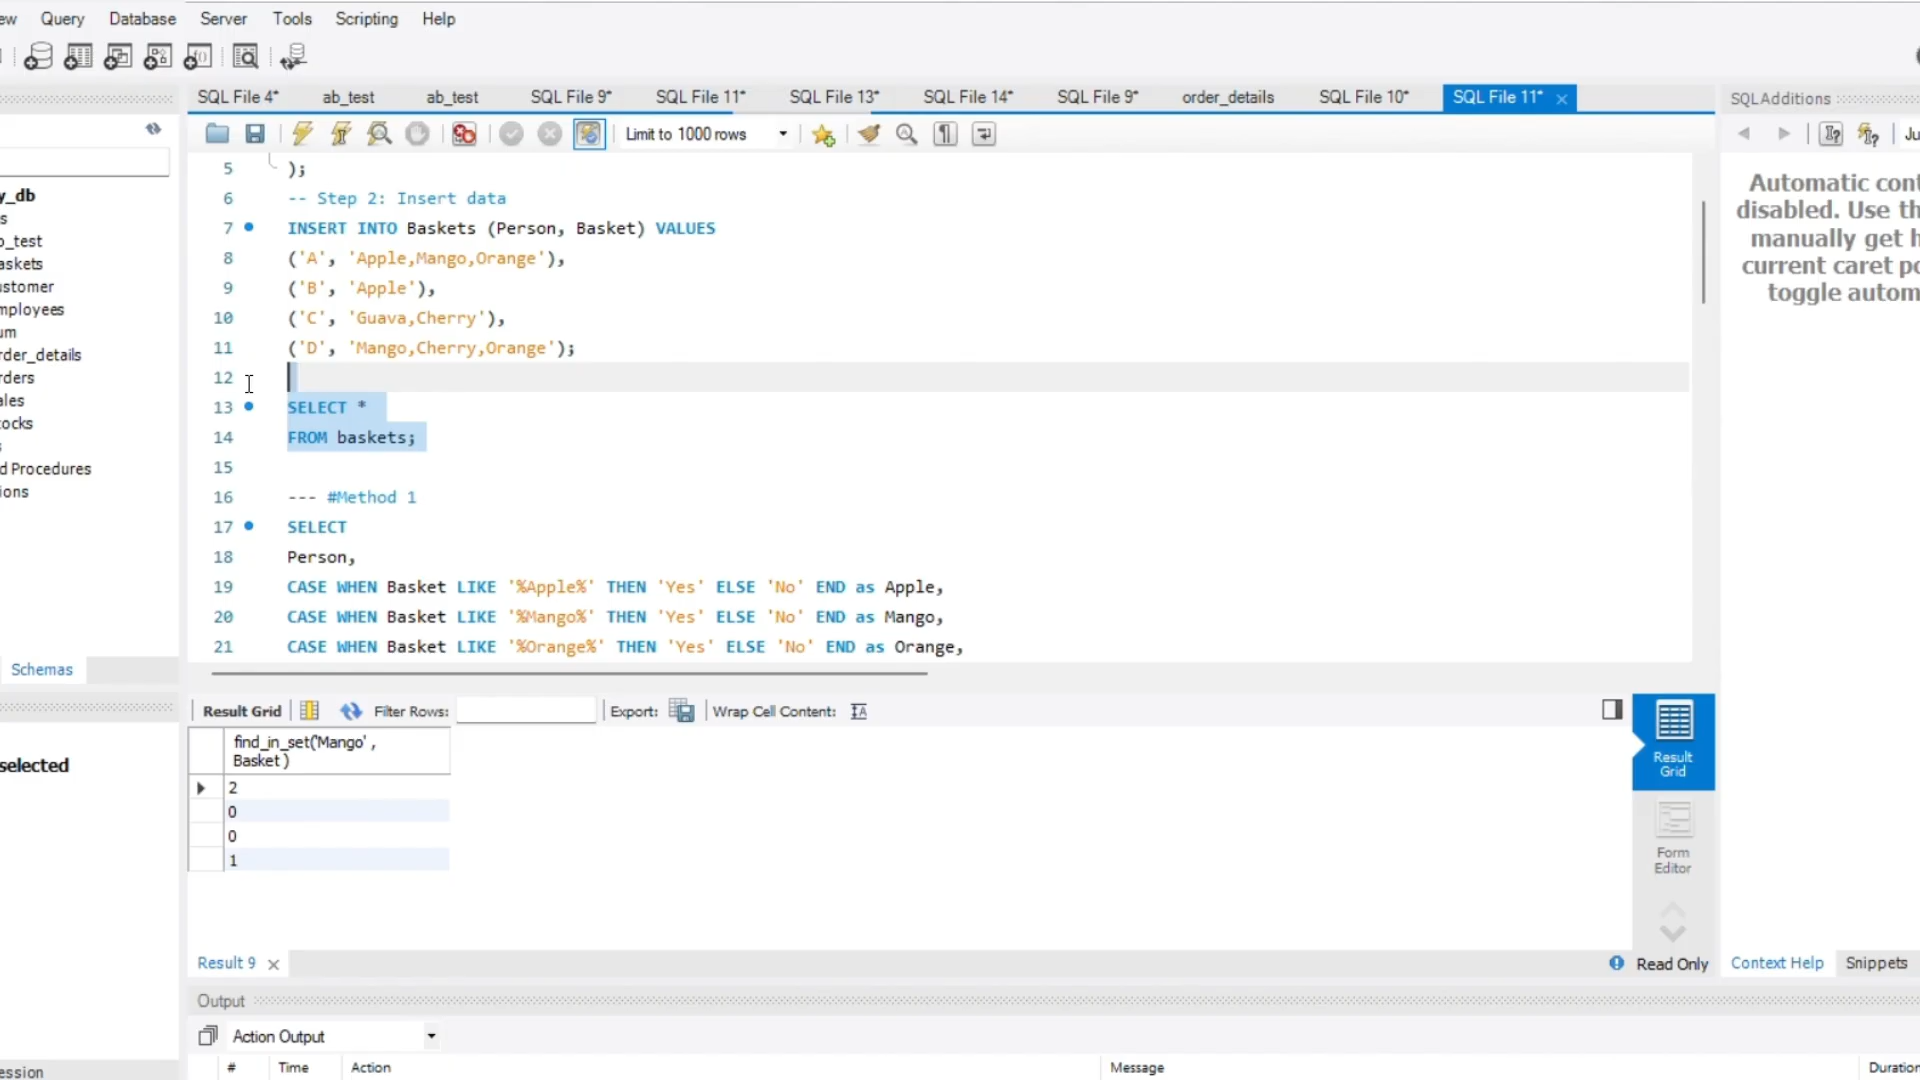 ew Query Database Server Tools Scripting Help
SQL File 4* ab_test ab_test SQL File 9* SQL File 11* SQL File 13* SQL File 14* SQL File 9* order_details SQL File 10* SQL File 11*
SQLAdditions
Limit to 1000 rows
Ju
y_db
s
o_test
askets
ustomer
mployees
um
rder_details
rders
ales
tocks
s
d Procedures
ions
Schemas
selected
ession
5 );
6 -- Step 2: Insert data
7 INSERT INTO Baskets (Person, Basket) VALUES
8 ('A', 'Apple,Mango,Orange'),
9 ('B', 'Apple'),
10 ('C', 'Guava,Cherry'),
11 ('D', 'Mango,Cherry,Orange');
12
13 SELECT *
14 FROM baskets;
15
16 --- #Method 1
17 SELECT
18 Person,
19 CASE WHEN Basket LIKE '%Apple%' THEN 'Yes' ELSE 'No' END as Apple,
20 CASE WHEN Basket LIKE '%Mango%' THEN 'Yes' ELSE 'No' END as Mango,
21 CASE WHEN Basket LIKE '%Orange%' THEN 'Yes' ELSE 'No' END as Orange,
Automatic cont
disabled. Use th
manually get h
current caret po
toggle autom
Result Grid Filter Rows: Export: Wrap Cell Content:
find_in_set('Mango' ,
Basket )
2
0
0
1
Result
Grid
Form
Editor
Result 9
Read Only
Context Help Snippets
Output
Action Output
# Time Action Message Duration